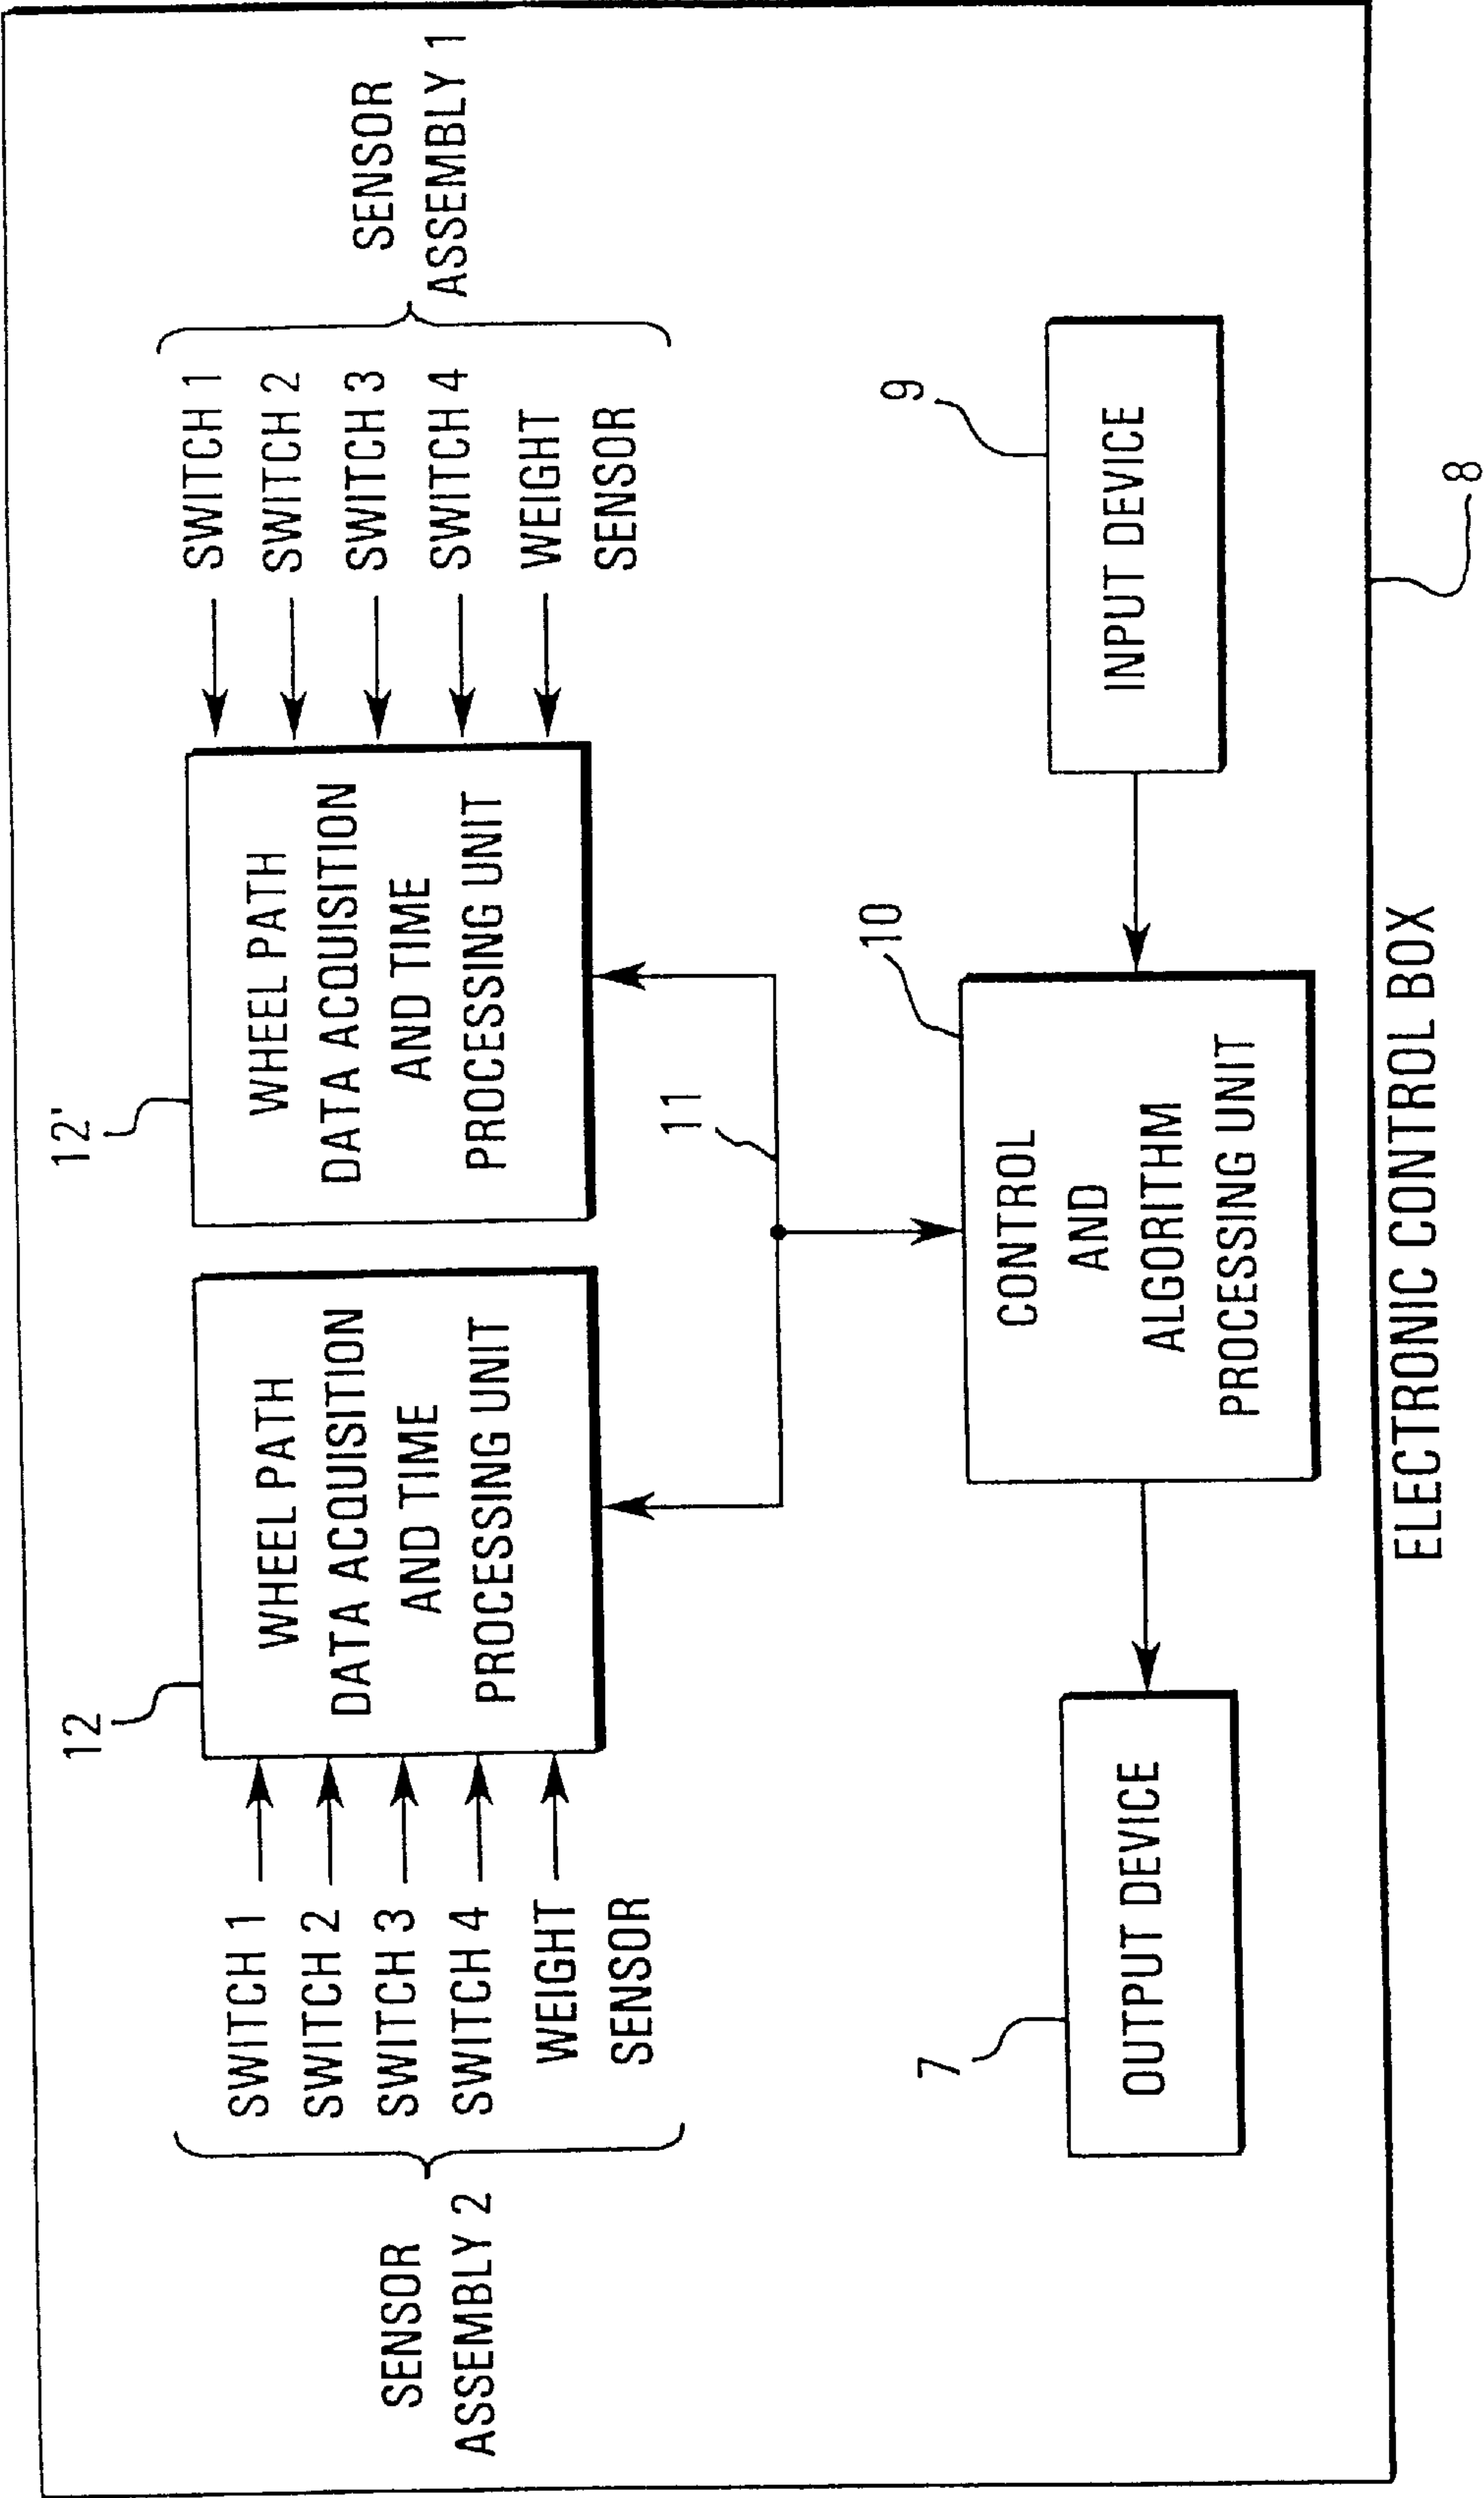 12
12'
SENSOR
ASSEMBLY 2
SWITCH 1
SWITCH 2
SWITCH 3
SWITCH 4
WEIGHT
SENSOR
WHEEL PATH
DATA ACQUISITION
AND TIME
PROCESSING UNIT
WHEEL PATH
DATA ACQUISITION
AND TIME
PROCESSING UNIT
SWITCH 1
SWITCH 2
SWITCH 3
SWITCH 4
WEIGHT
SENSOR
SENSOR
ASSEMBLY 1
11
7
10
9
OUTPUT DEVICE
CONTROL
AND
ALGORITHM
PROCESSING UNIT
INPUT DEVICE
ELECTRONIC CONTROL BOX
8